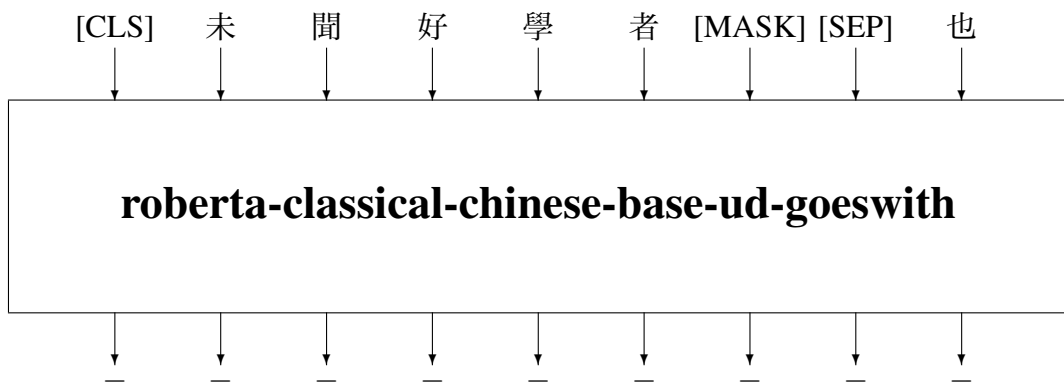 [CLS] 未 聞 好 學 者 [MASK] [SEP] 也
roberta-classical-chinese-base-ud-goeswith
_ _ _ _ _ _ _ _ _